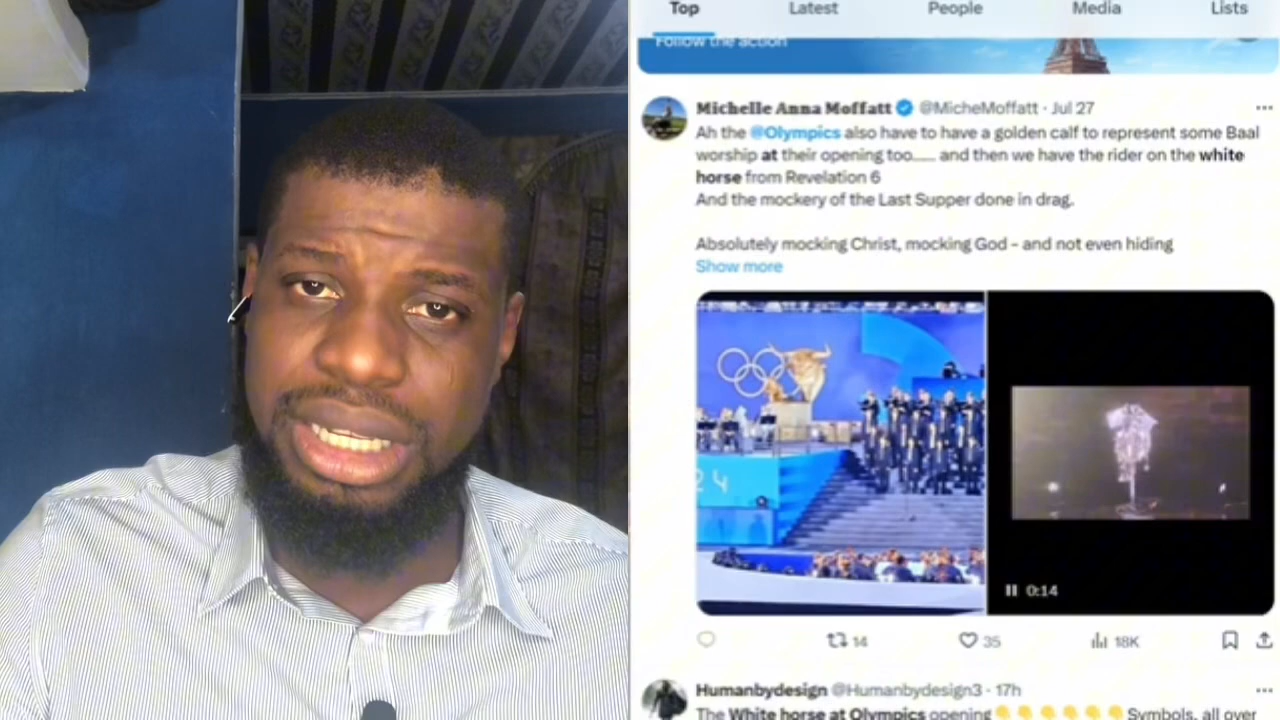 Top Latest People Media Lists
Follow the action
Michelle Anna Moffatt @MicheMoffatt · Jul 27
Ah the @Olympics also have to have a golden calf to represent some Baal
worship at their opening too...... and then we have the rider on the white
horse from Revelation 6
And the mockery of the Last Supper done in drag.
Absolutely mocking Christ, mocking God – and not even hiding
Show more
24
0:14
14 35 18K
Humanbydesign @Humanbydesign3 · 17h
The White horse at Olympics opening👇👇👇👇👇👇Symbols, all over